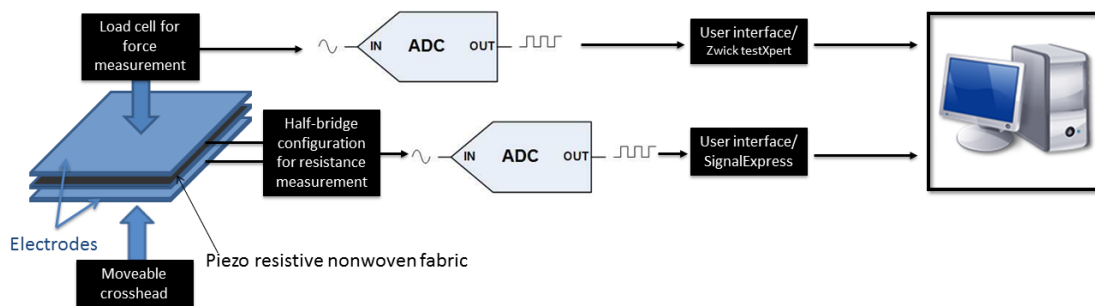 Load cell for
force
measurement
IN
ADC
OUT
User interface/
Zwick testXpert
Half-bridge
configuration
for resistance
measurement
IN
ADC
OUT
User interface/
SignalExpress
Electrodes
Piezo resistive nonwoven fabric
Moveable
crosshead